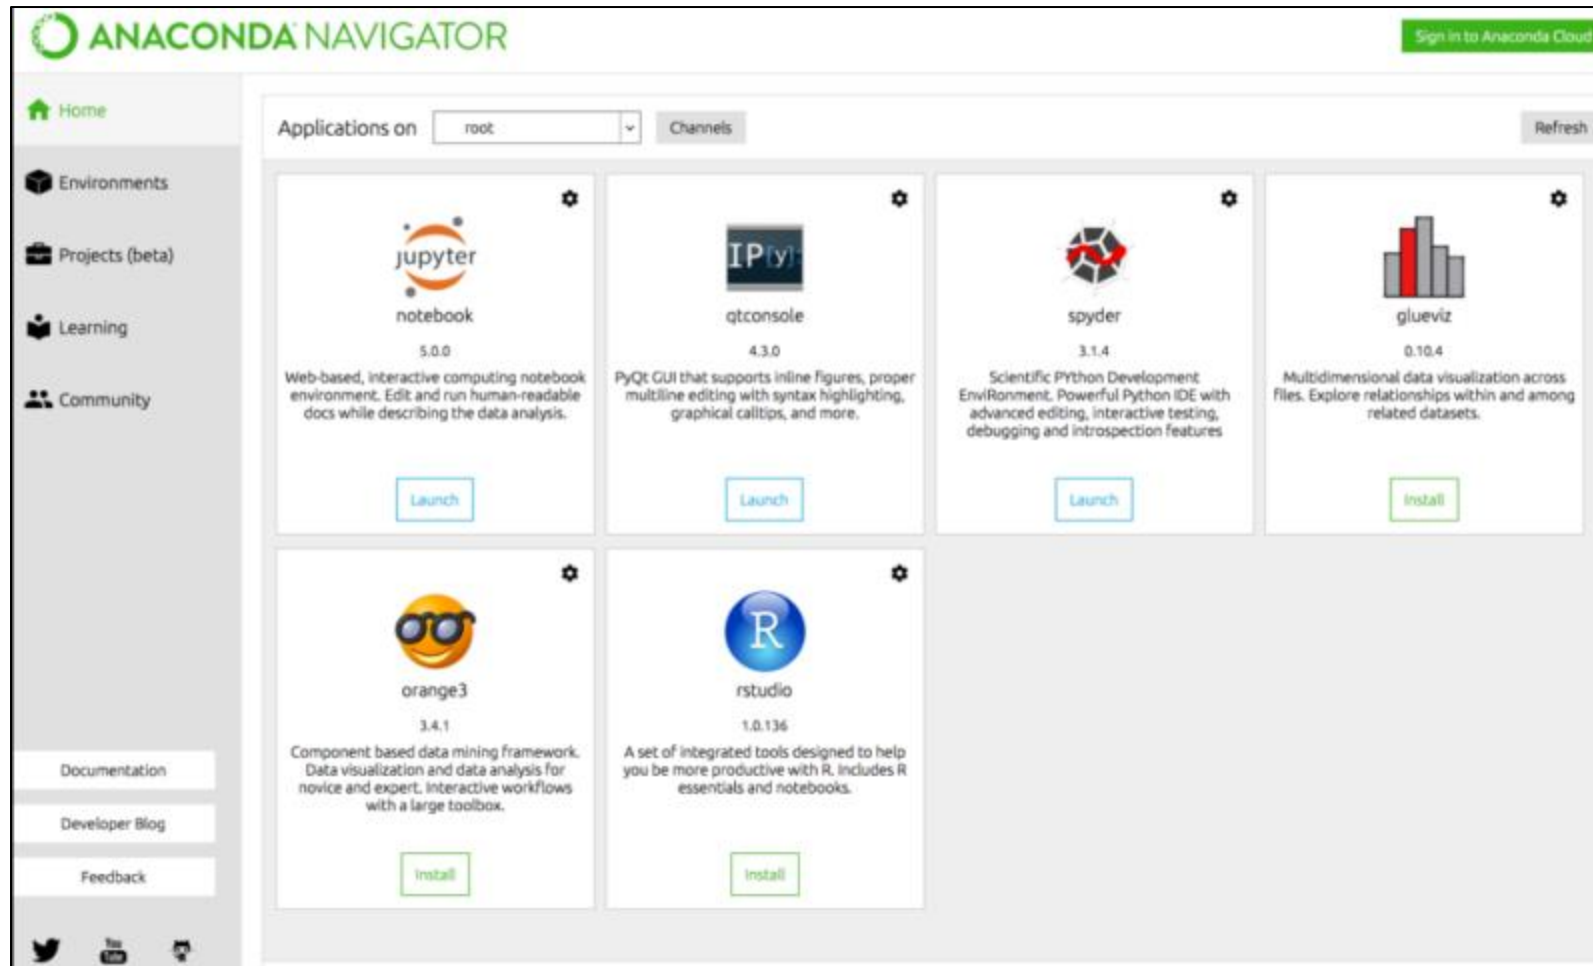 ANACONDA NAVIGATOR
Sign in to Anaconda Cloud
Home
Environments
Projects (beta)
Learning
Community
Documentation
Developer Blog
Feedback
You
Tube
Applications on
root
Channels
Refresh
jupyter
notebook
5.0.0
Web-based, interactive computing notebook
environment. Edit and run human-readable
docs while describing the data analysis.
Launch
IP[y]:
qtconsole
4.3.0
PyQt GUI that supports inline figures, proper
multiline editing with syntax highlighting,
graphical calltips, and more.
Launch
spyder
3.1.4
Scientific PYthon Development
EnviRonment. Powerful Python IDE with
advanced editing, interactive testing,
debugging and introspection features
Launch
glueviz
0.10.4
Multidimensional data visualization across
files. Explore relationships within and among
related datasets.
Install
orange3
3.4.1
Component based data mining framework.
Data visualization and data analysis for
novice and expert. Interactive workflows
with a large toolbox.
Install
R
rstudio
1.0.136
A set of integrated tools designed to help
you be more productive with R. Includes R
essentials and notebooks.
Install